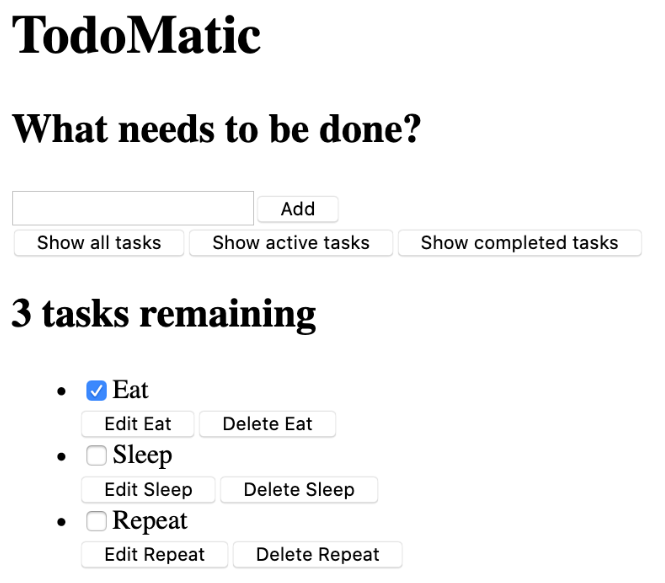 TodoMatic
What needs to be done?
Add
Show all tasks Show active tasks Show completed tasks
3 tasks remaining
Eat
Edit Eat Delete Eat
Sleep
Edit Sleep Delete Sleep
Repeat
Edit Repeat Delete Repeat